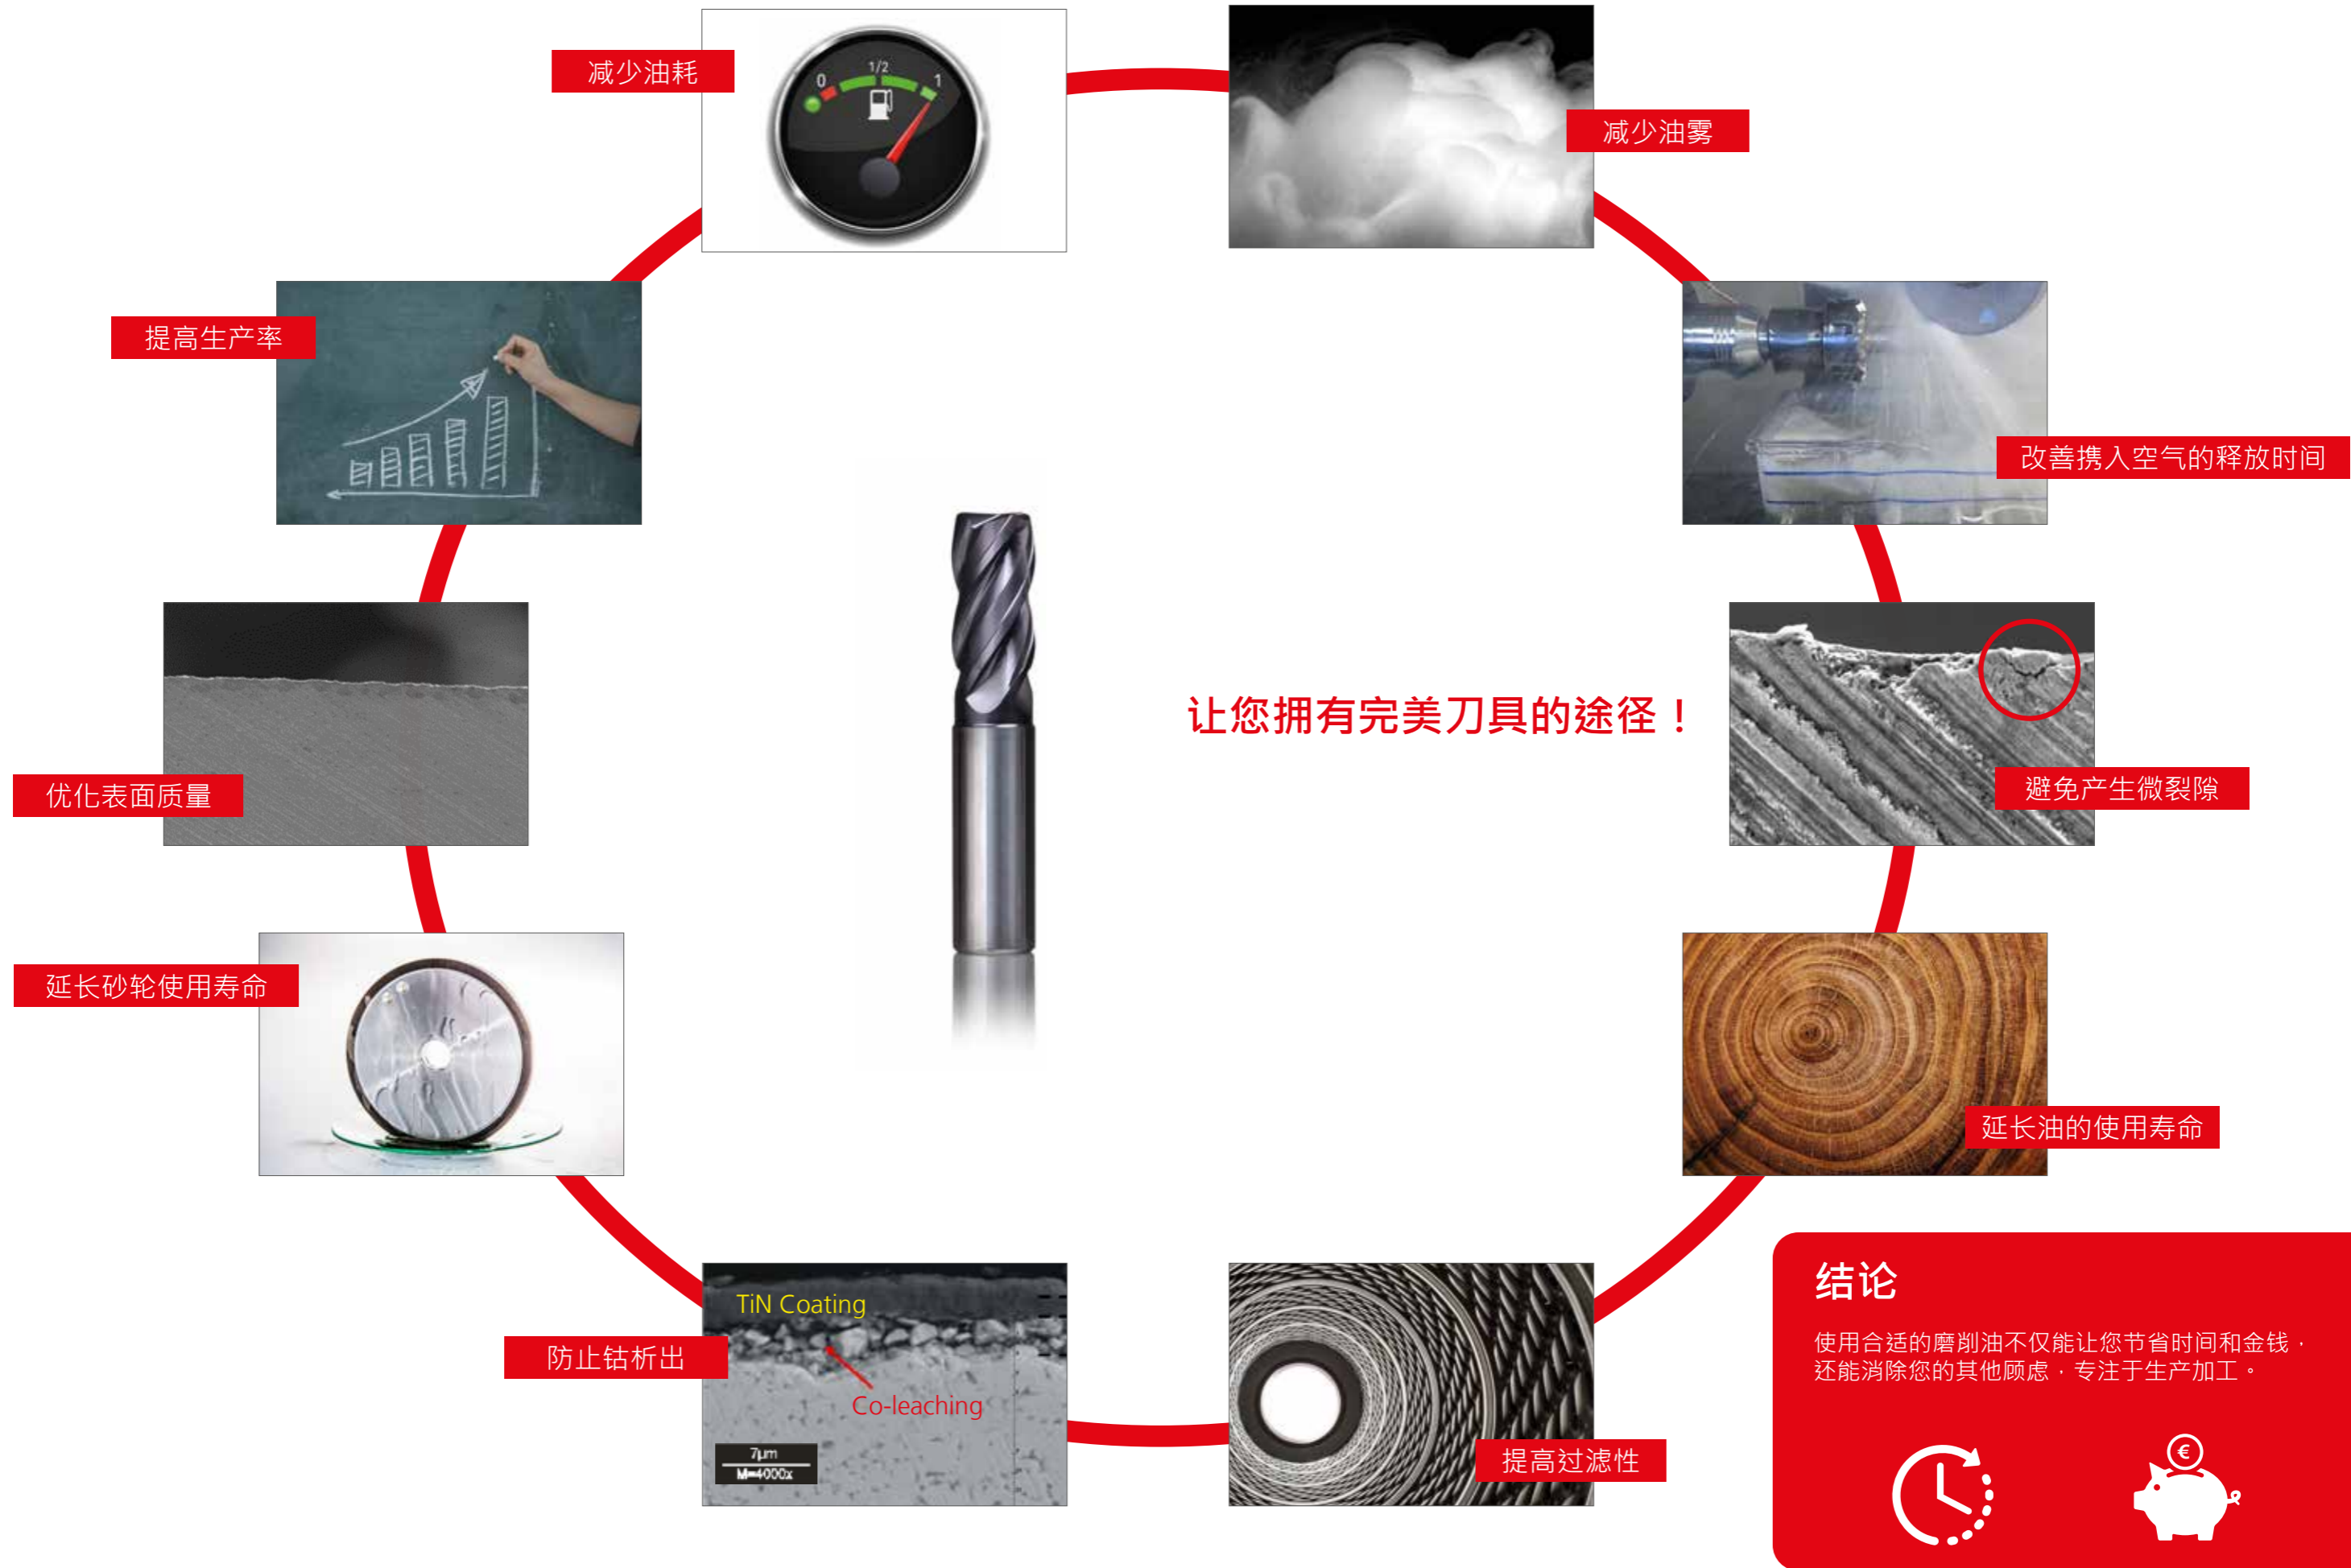 减少油耗
0 1/2 1
减少油雾
提高生产率
改善携入空气的释放时间
让您拥有完美刀具的途径！
避免产生微裂隙
优化表面质量
延长砂轮使用寿命
延长油的使用寿命
TiN Coating
防止钴析出
Co-leaching
7µm
M=4000x
提高过滤性
结论
使用合适的磨削油不仅能让您节省时间和金钱，
还能消除您的其他顾虑，专注于生产加工。
€